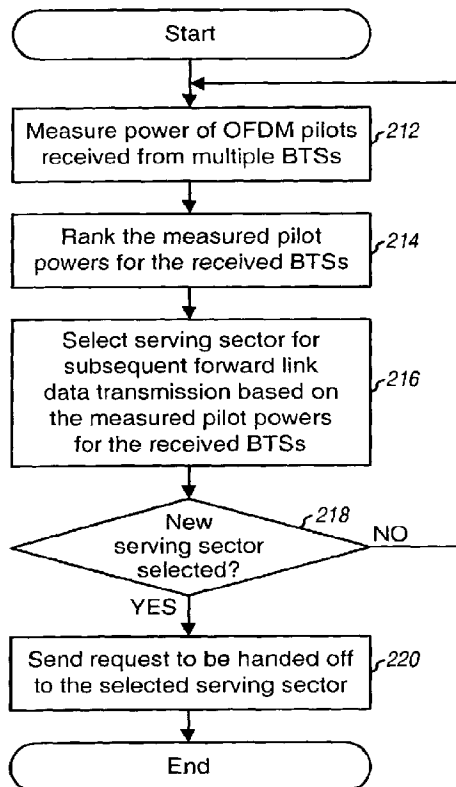 Start
Measure power of OFDM pilots
received from multiple BTSs
212
Rank the measured pilot
powers for the received BTSs
214
Select serving sector for
subsequent forward link
data transmission based on
the measured pilot powers
for the received BTSs
216
New
serving sector
selected?
218
NO
YES
Send request to be handed off
to the selected serving sector
220
End